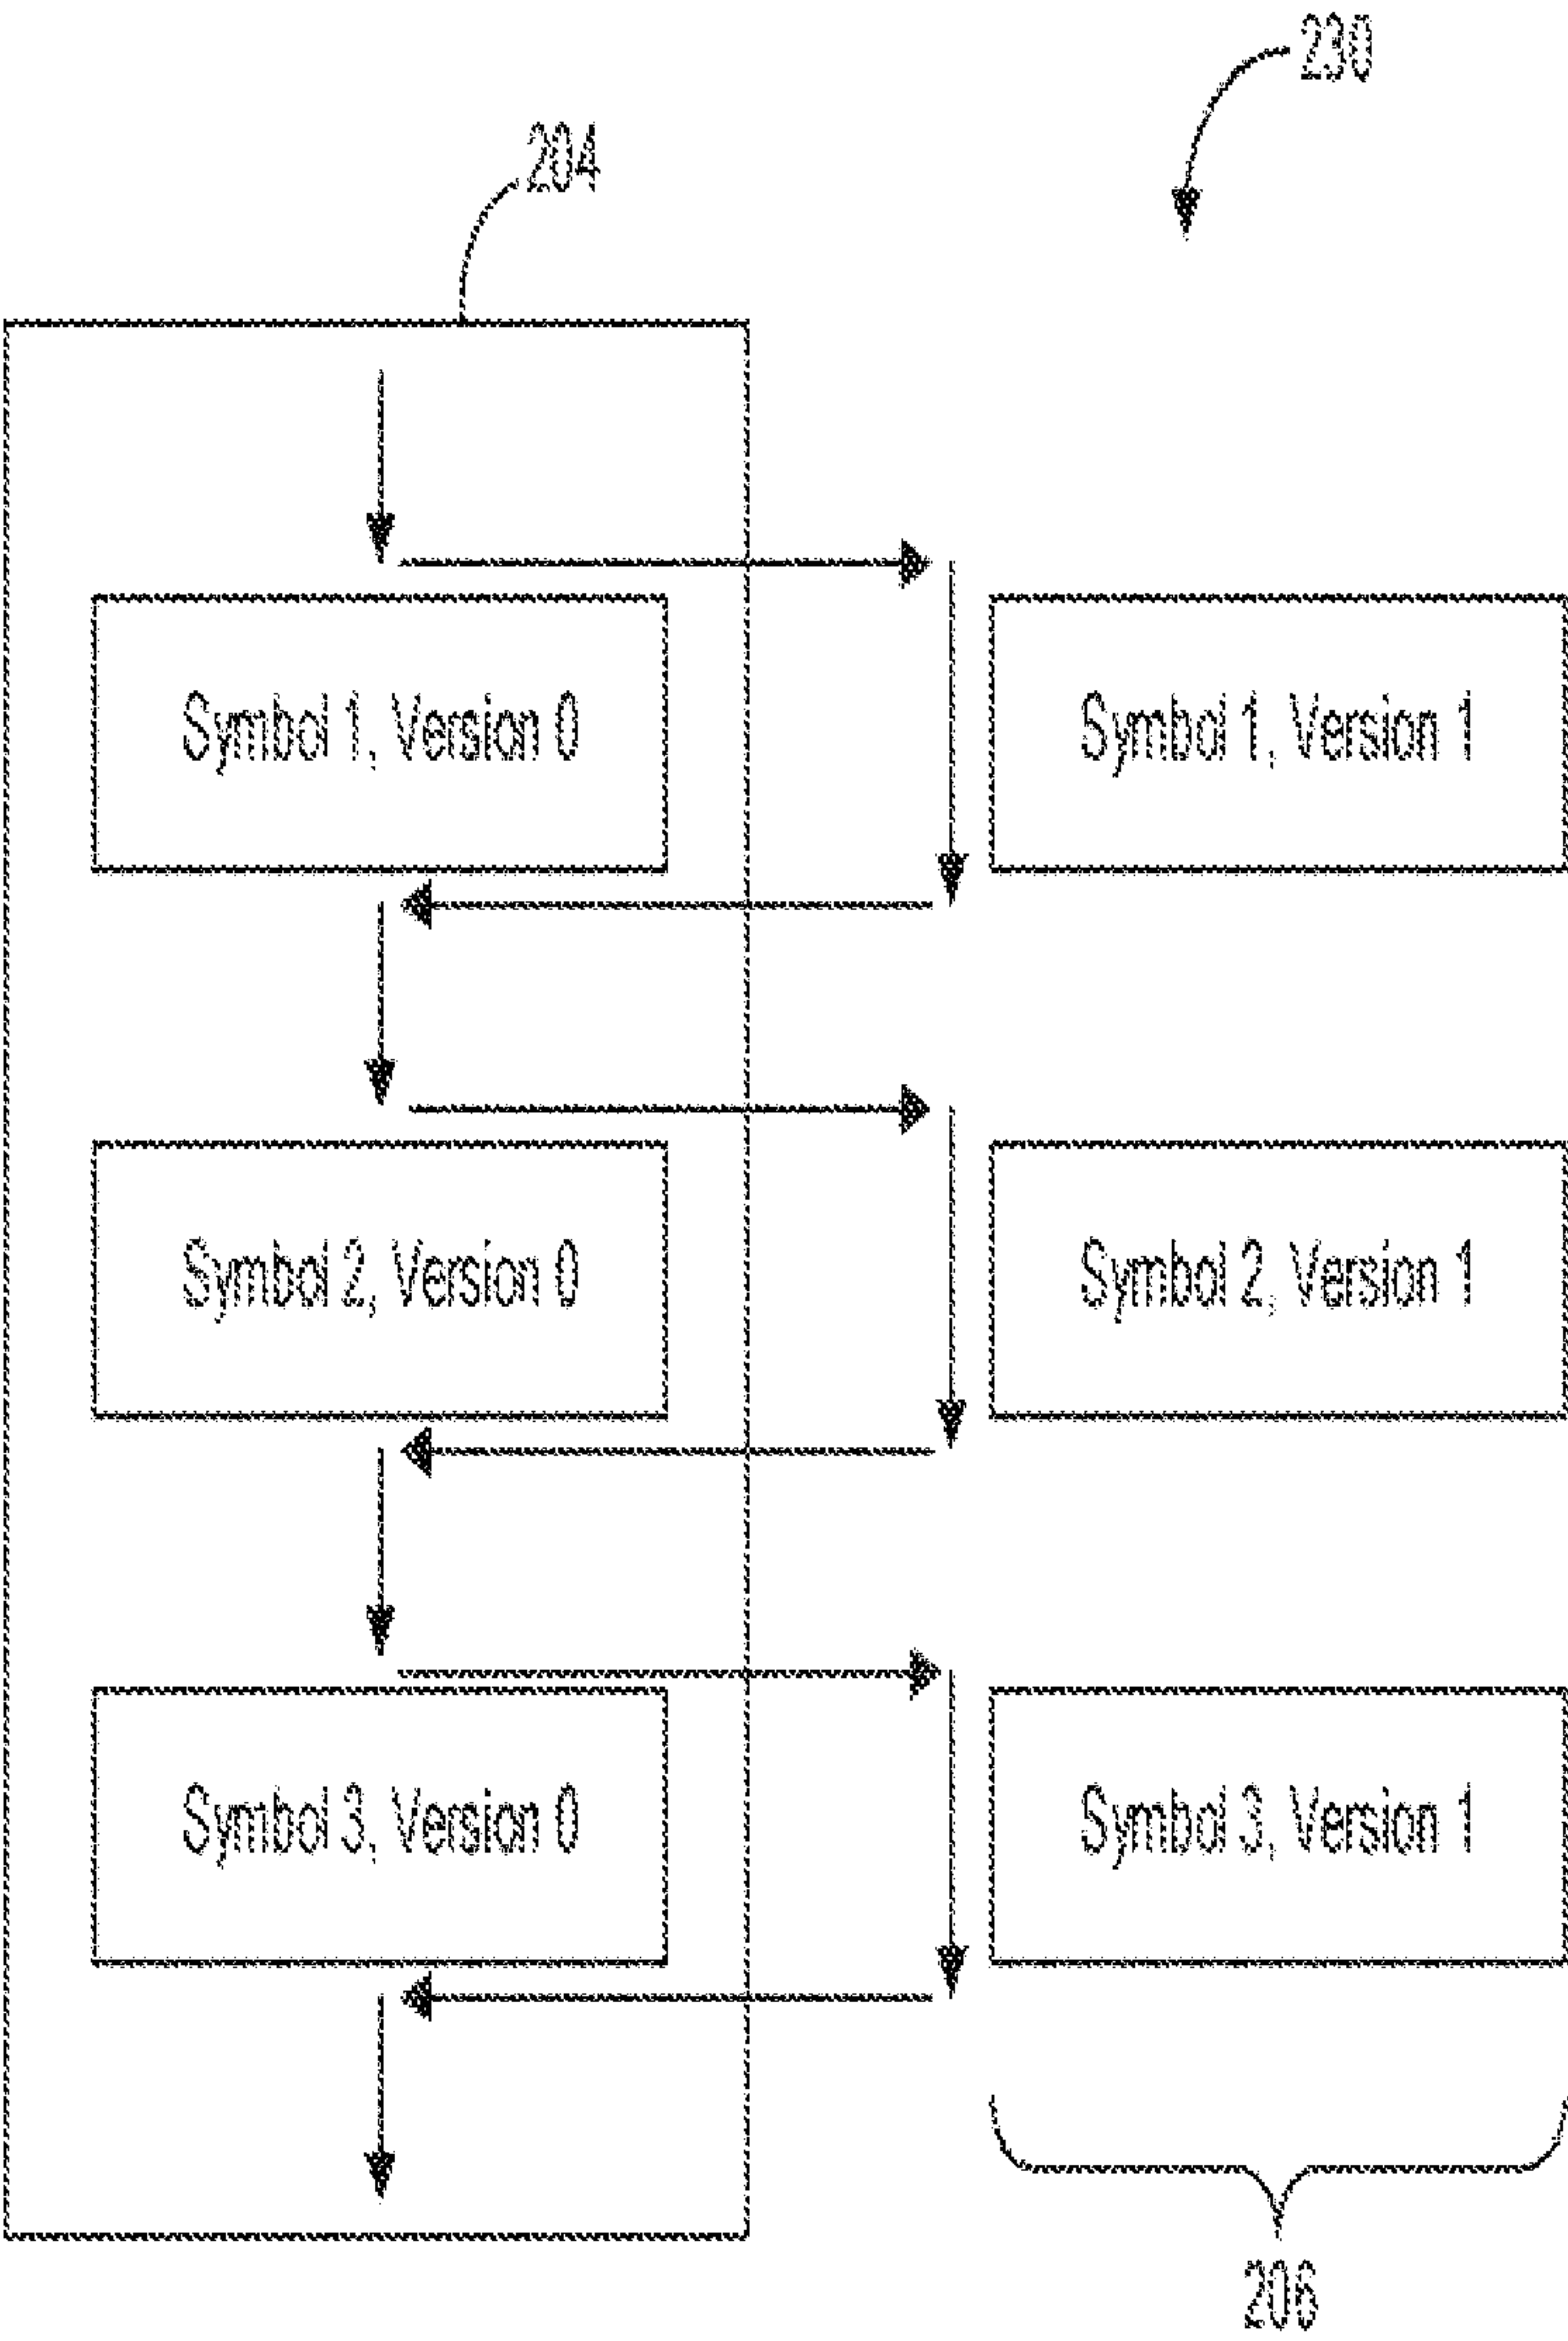 230
204
Symbol 1, Version 0
Symbol 1, Version 1
Symbol 2, Version 0
Symbol 2, Version 1
Symbol 3, Version 0
Symbol 3, Version 1
206